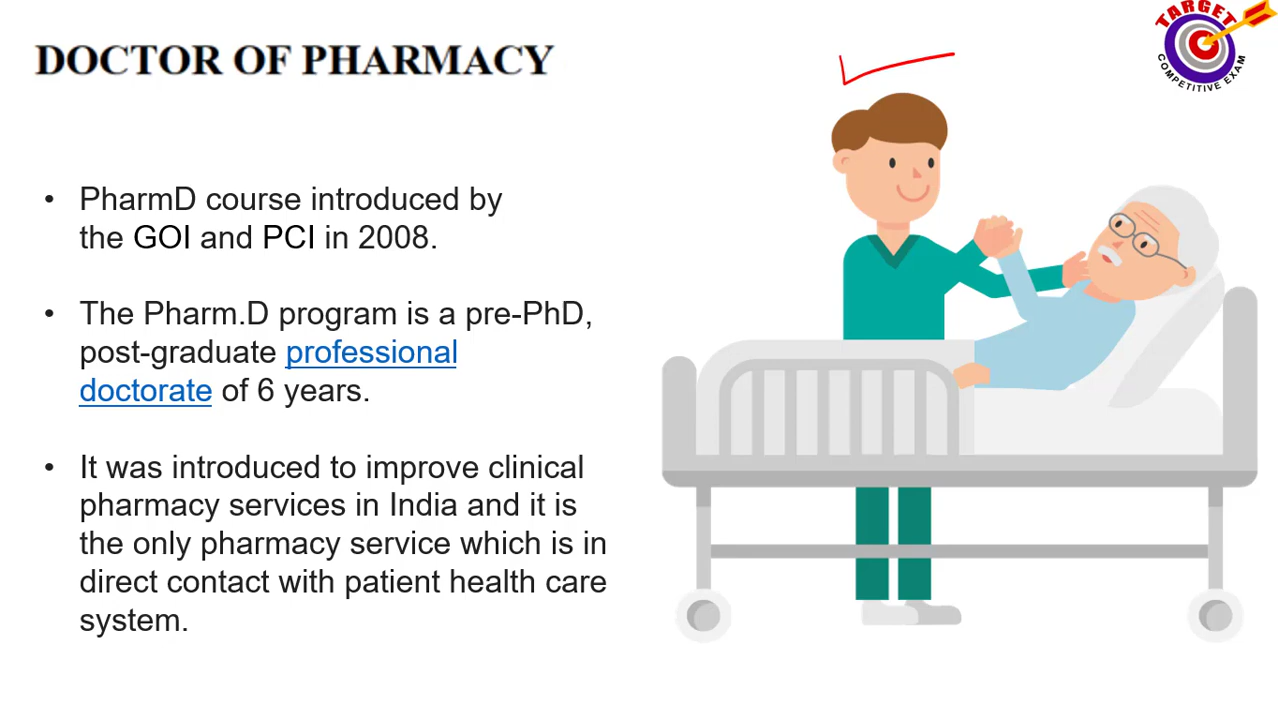 DOCTOR OF PHARMACY
TARGET
COMPETITIVE EXAM
• PharmD course introduced by
the GOI and PCI in 2008.
• The Pharm.D program is a pre-PhD,
post-graduate professional
doctorate of 6 years.
• It was introduced to improve clinical
pharmacy services in India and it is
the only pharmacy service which is in
direct contact with patient health care
system.